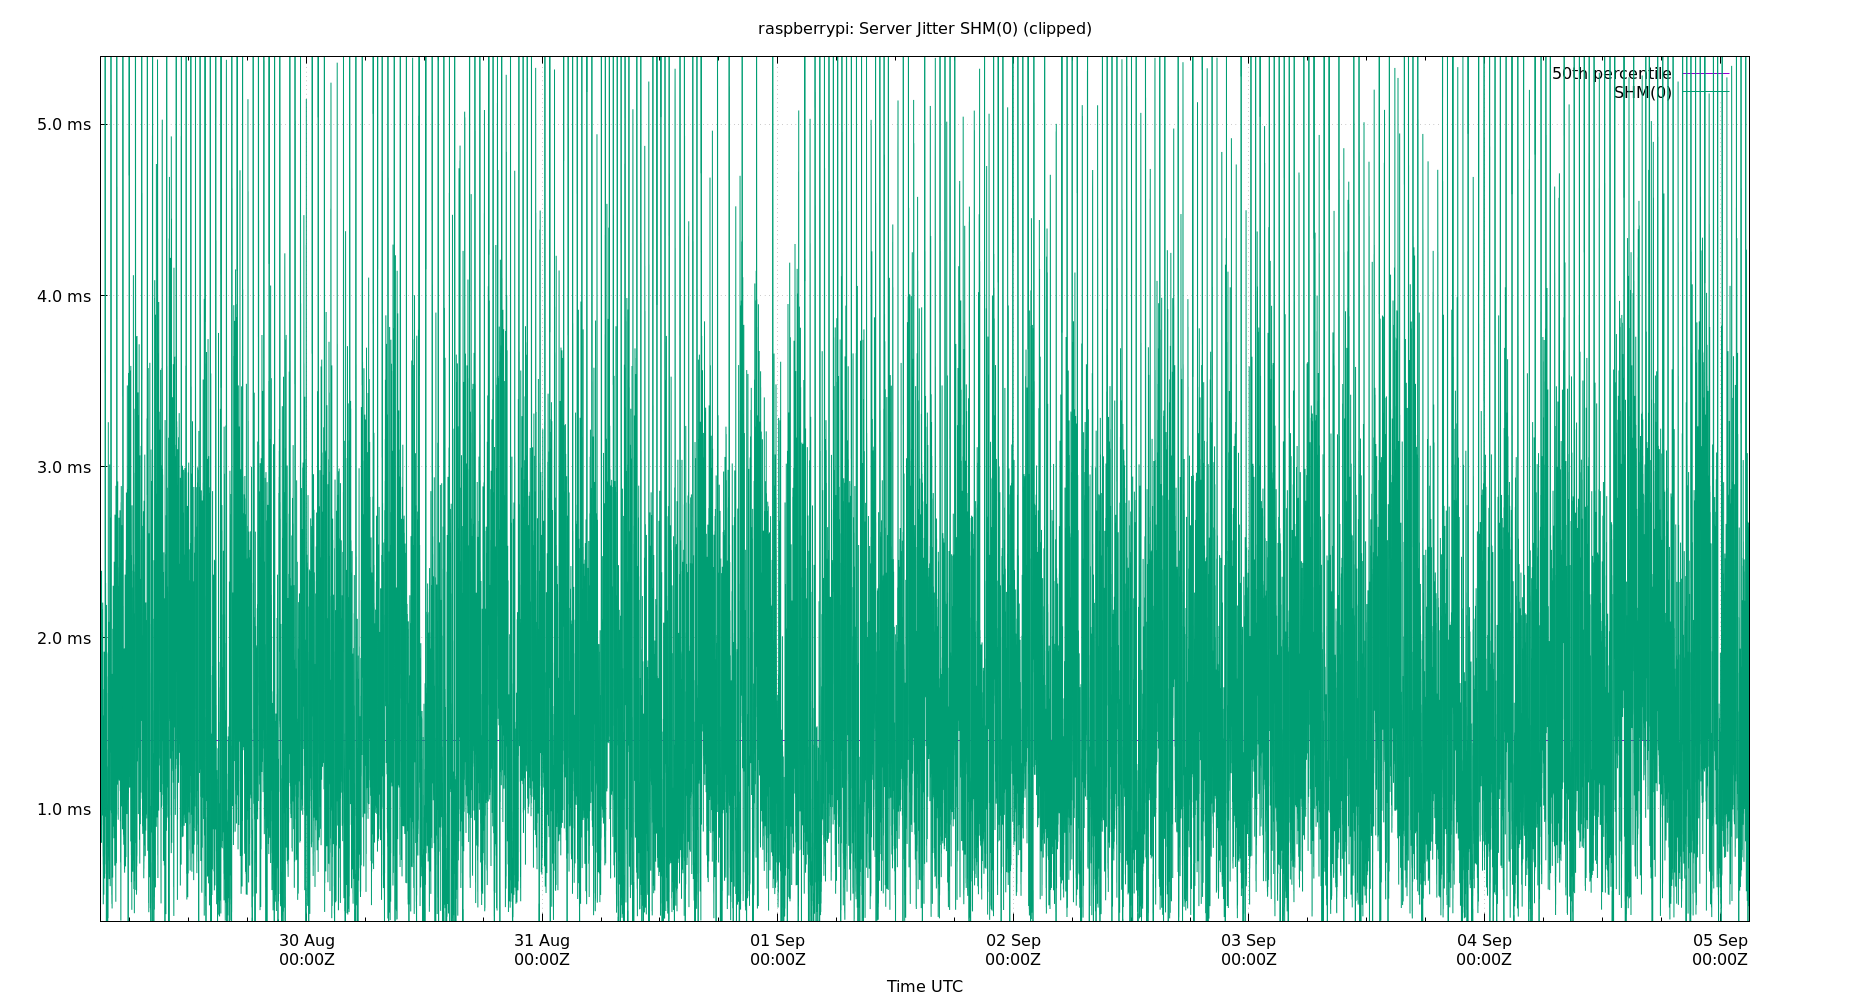 raspberrypi: Server Jitter SHM(0) (clipped)
50th percentile
SHM(0)
5.0 ms
4.0 ms
3.0 ms
2.0 ms
1.0 ms
30 Aug 31 Aug 01 Sep 02 Sep 03 Sep 04 Sep 05 Sep
00:00Z 00:00Z 00:00Z 00:00Z 00:00Z 00:00Z 00:00Z
Time UTC